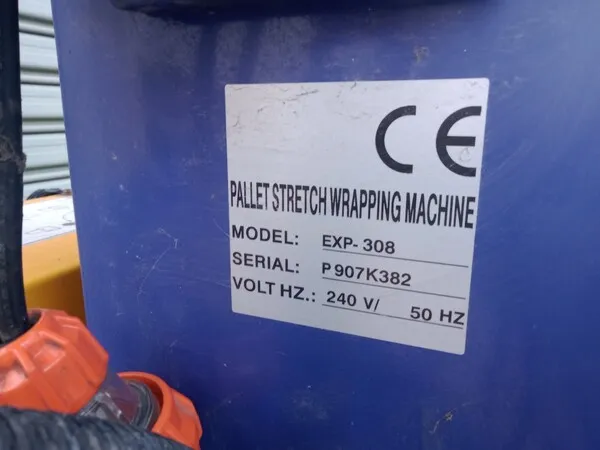 CE
PALLET STRETCH WRAPPING MACHINE
MODEL: EXP-308
SERIAL: P907K382
VOLT HZ.: 240 V/ 50 HZ